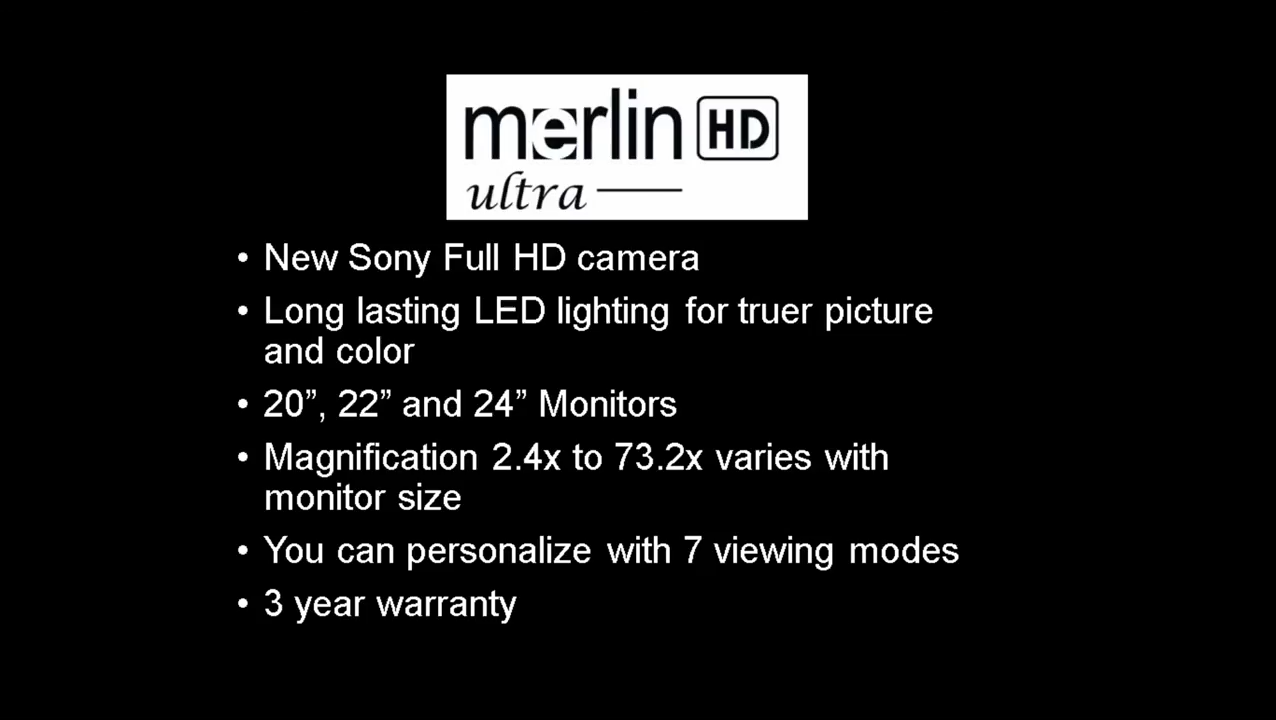 merlin HD
ultra
• New Sony Full HD camera
• Long lasting LED lighting for truer picture
and color
• 20”, 22” and 24” Monitors
• Magnification 2.4x to 73.2x varies with
monitor size
• You can personalize with 7 viewing modes
• 3 year warranty